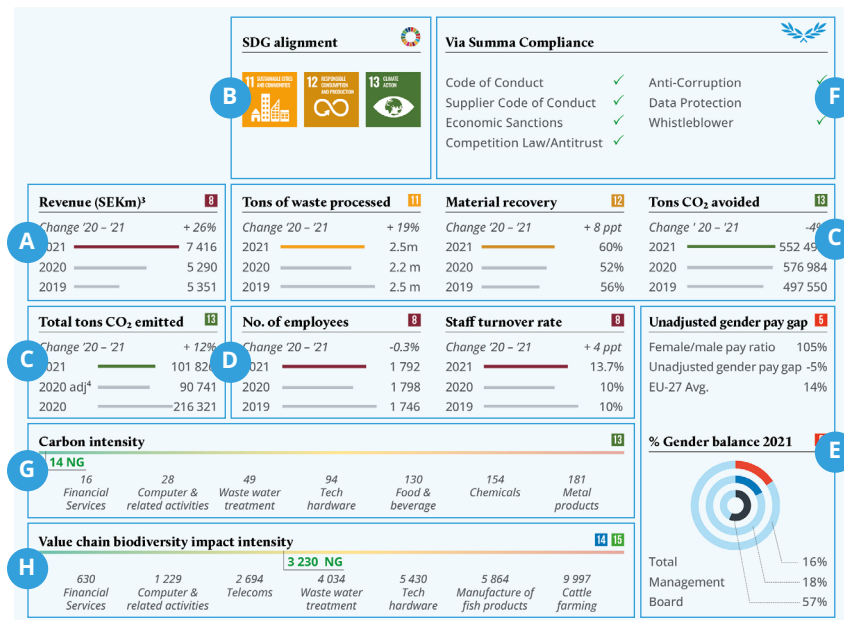 SDG alignment
11 SUSTAINABLE CITIES AND COMMUNITIES
12 RESPONSIBLE CONSUMPTION AND PRODUCTION
13 CLIMATE ACTION
B
Via Summa Compliance
Code of Conduct
Supplier Code of Conduct
Economic Sanctions
Competition Law/Antitrust
Anti-Corruption
Data Protection
Whistleblower
F
Revenue (SEKm)³ 8
Change '20 – '21 + 26%
2021 7 416
2020 5 290
2019 5 351
A
Tons of waste processed 11
Change '20 – '21 + 19%
2021 2.5m
2020 2.2 m
2019 2.5 m
Material recovery 12
Change '20 – '21 + 8 ppt
2021 60%
2020 52%
2019 56%
Tons CO₂ avoided 13
Change ' 20 – '21 -4%
2021 552 49
2020 576 984
2019 497 550
C
Total tons CO₂ emitted 13
Change '20 – '21 + 12%
2021 101 820
2020 adj⁴ 90 741
2020 216 321
C
No. of employees 8
Change '20 – '21 -0.3%
2021 1 792
2020 1 798
2019 1 746
D
Staff turnover rate 8
Change '20 – '21 + 4 ppt
2021 13.7%
2020 10%
2019 10%
Unadjusted gender pay gap 5
Female/male pay ratio 105%
Unadjusted gender pay gap -5%
EU-27 Avg. 14%
% Gender balance 2021
E
Total 16%
Management 18%
Board 57%
Carbon intensity 13
14 NG
G
16 Financial Services
28 Computer & related activities
49 Waste water treatment
94 Tech hardware
130 Food & beverage
154 Chemicals
181 Metal products
Value chain biodiversity impact intensity 14 15
3 230 NG
H
630 Financial Services
1 229 Computer & related activities
2 694 Telecoms
4 034 Waste water treatment
5 430 Tech hardware
5 864 Manufacture of fish products
9 997 Cattle farming